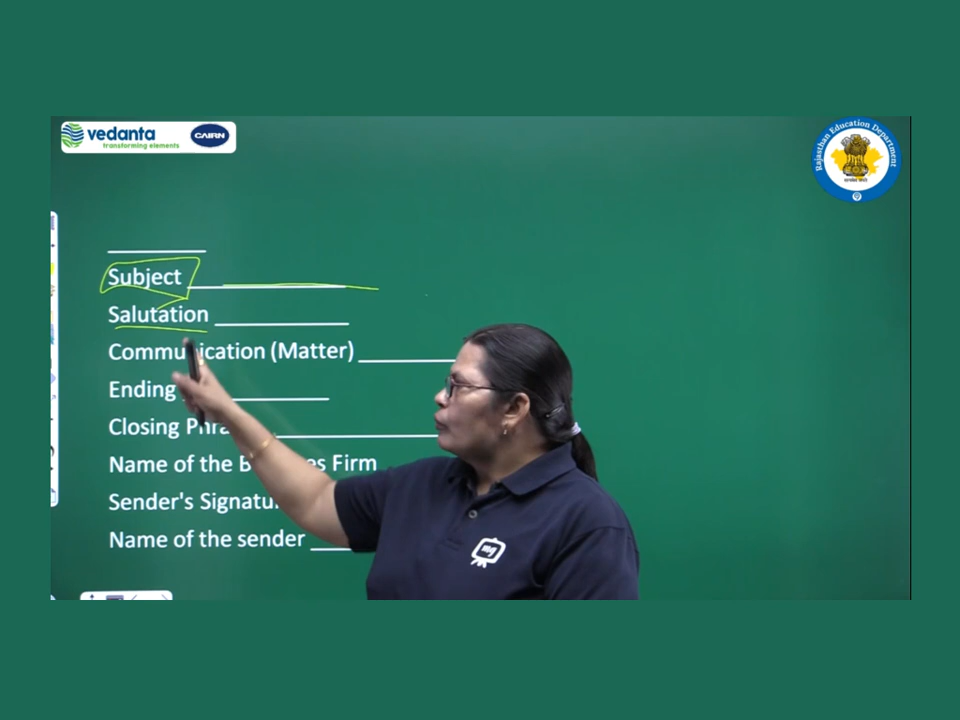 vedanta
transforming elements
CAIRN
Rajasthan Education Department
Subject
Salutation
Communication (Matter)
Ending
Closing
Name of the Firm
Sender's
Name of the sender